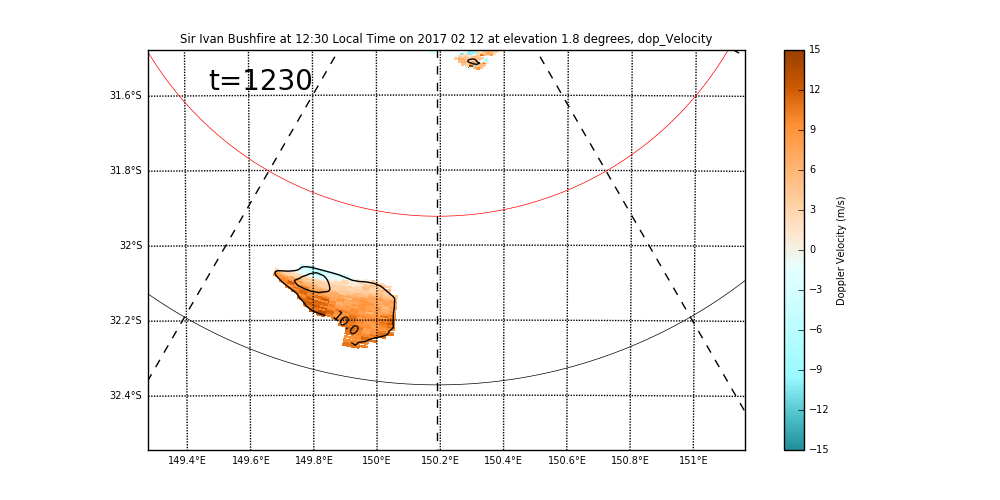 Sir Ivan Bushfire at 12:30 Local Time on 2017 02 12 at elevation 1.8 degrees, dop_Velocity
t=1230
31.6°S
31.8°S
32°S
32.2°S
32.4°S
10.0
149.4°E 149.6°E 149.8°E 150°E 150.2°E 150.4°E 150.6°E 150.8°E 151°E
15
12
9
6
3
0
−3
−6
−9
−12
−15
Doppler Velocity (m/s)